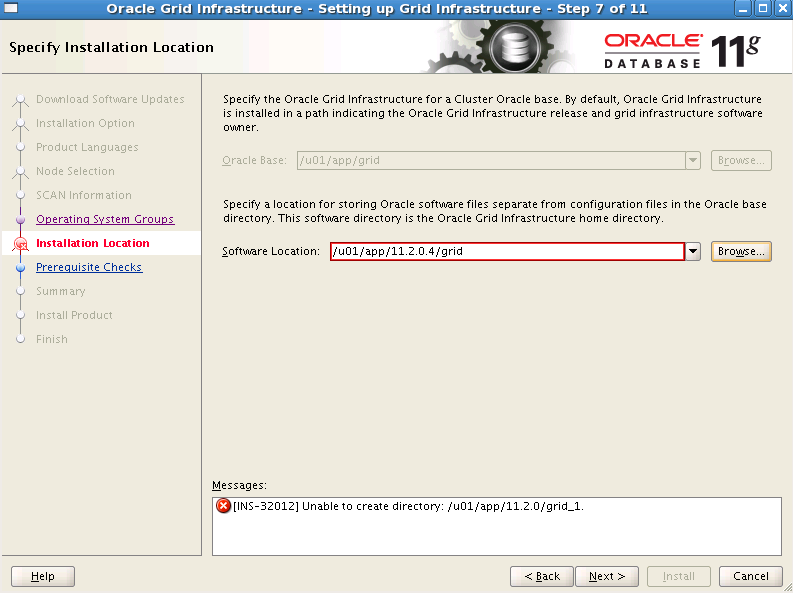 Oracle Grid Infrastructure - Setting up Grid Infrastructure - Step 7 of 11
Specify Installation Location
ORACLE
DATABASE 11g
Download Software Updates
Installation Option
Product Languages
Node Selection
SCAN Information
Operating System Groups
Installation Location
Prerequisite Checks
Summary
Install Product
Finish
Specify the Oracle Grid Infrastructure for a Cluster Oracle base. By default, Oracle Grid Infrastructure
is installed in a path indicating the Oracle Grid Infrastructure release and grid infrastructure software
owner.
Oracle Base: /u01/app/grid Browse...
Specify a location for storing Oracle software files separate from configuration files in the Oracle base
directory. This software directory is the Oracle Grid Infrastructure home directory.
Software Location: /u01/app/11.2.0.4/grid Browse...
Messages:
[INS-32012] Unable to create directory: /u01/app/11.2.0/grid_1.
Help < Back Next > Install Cancel